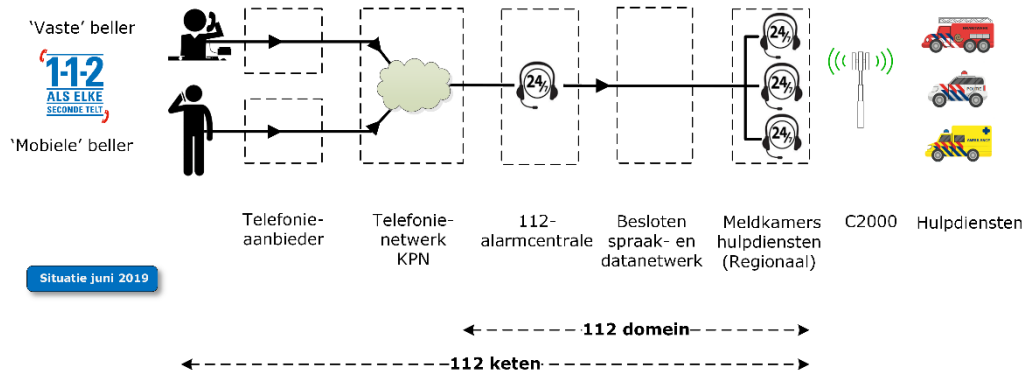 'Vaste' beller
1-1-2
ALS ELKE
SECONDE TELT
'Mobiele' beller
24/7
24/7
24/7
24/7
POLITIE
Telefonie-
aanbieder
Telefonie-
netwerk
KPN
112-
alarmcentrale
Besloten
spraak- en
datanetwerk
Meldkamers
hulpdiensten
(Regionaal)
C2000
Hulpdiensten
Situatie juni 2019
112 domein
112 keten